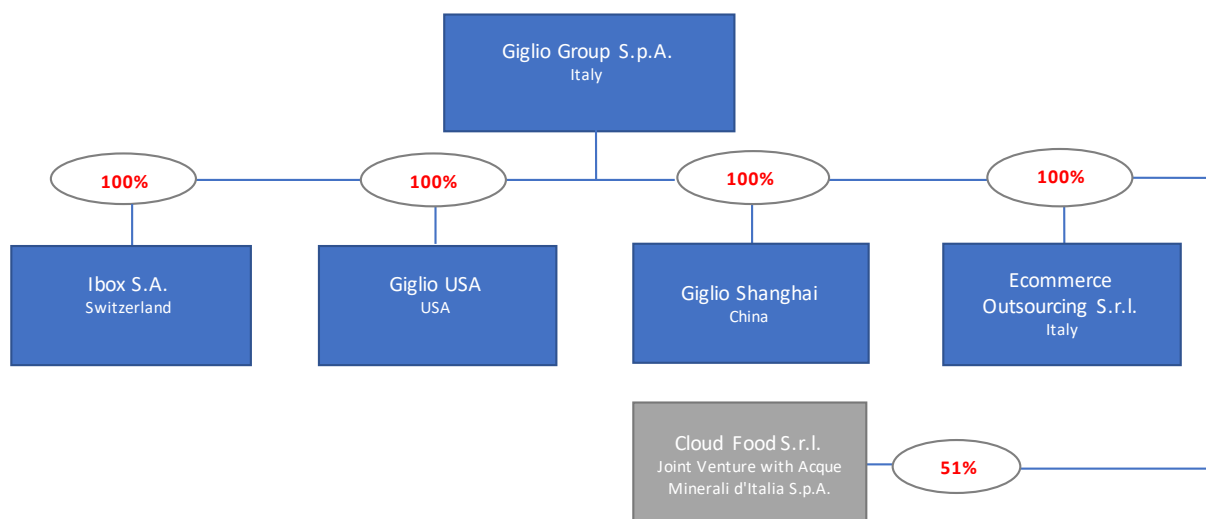 Giglio Group S.p.A.
Italy
100%
100%
100%
100%
Ibox S.A.
Switzerland
Giglio USA
USA
Giglio Shanghai
China
Ecommerce
Outsourcing S.r.l.
Italy
Cloud Food S.r.l.
Joint Venture with Acque
Minerali d'Italia S.p.A.
51%